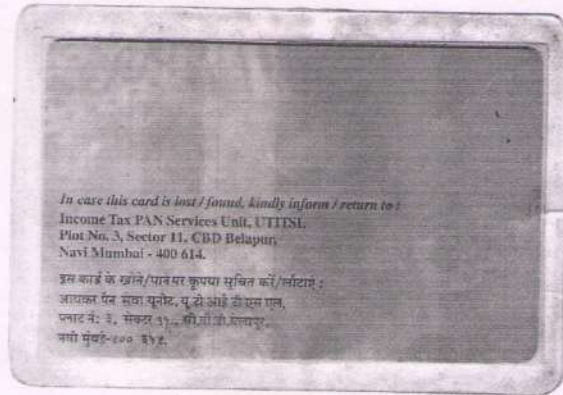 In case this card is lost / found, kindly inform / return to :
Income Tax PAN Services Unit, UTITSL
Plot No. 3, Sector 11, CBD Belapur,
Navi Mumbai - 400 614.
इस कार्ड के खोने/पाने पर कृपया सूचित करें/लौटाएं :
आयकर पैन सेवा यूनीट, यू टी आई टी एस एल,
प्लाट नं: ३, सेक्टर ११, सी.बी.डी.बेलापूर,
नवी मुंबई-४०० ६१४.